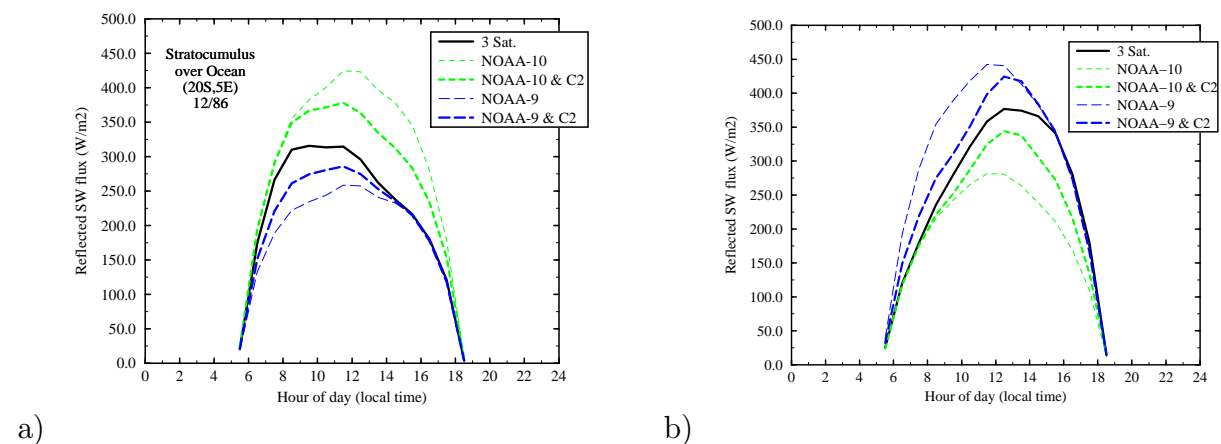 500.0
450.0
400.0
350.0
300.0
250.0
200.0
150.0
100.0
50.0
0.0
Reflected SW flux (W/m2)
Stratocumulus
over Ocean
(20S,5E)
12/86
3 Sat.
NOAA-10
NOAA-10 & C2
NOAA-9
NOAA-9 & C2
0 2 4 6 8 10 12 14 16 18 20 22 24
Hour of day (local time)
a)
500.0
450.0
400.0
350.0
300.0
250.0
200.0
150.0
100.0
50.0
0.0
Reflected SW flux (W/m2)
3 Sat.
NOAA−10
NOAA−10 & C2
NOAA−9
NOAA−9 & C2
0 2 4 6 8 10 12 14 16 18 20 22 24
Hour of day (local time)
b)